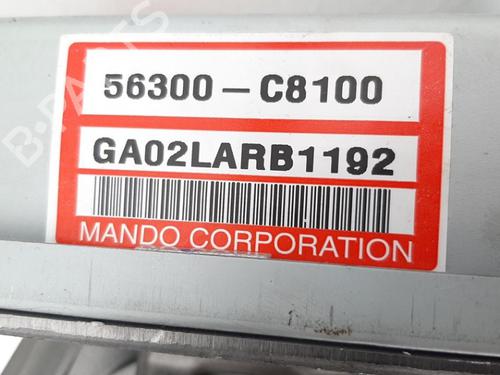 B-PARTS
56300-C8100
GA02LARB1192
MANDO CORPORATION